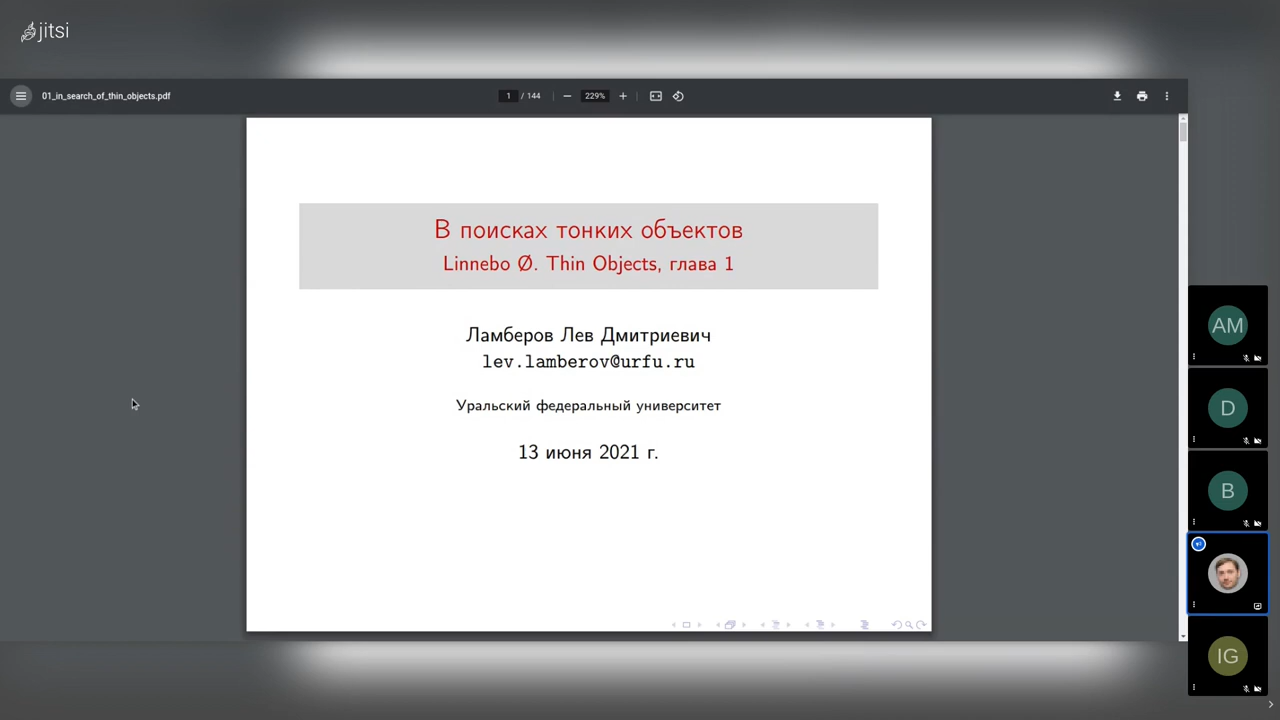 jitsi
01_in_search_of_thin_objects.pdf
1 / 144
229%
В поисках тонких объектов
Linnebo Ø. Thin Objects, глава 1
Ламберов Лев Дмитриевич
lev.lamberov@urfu.ru
Уральский федеральный университет
13 июня 2021 г.
AM
D
B
IG